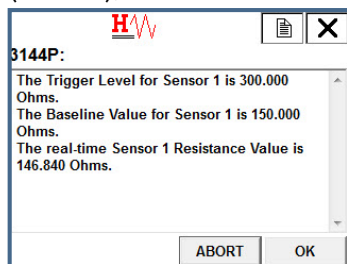 H
3144P:
The Trigger Level for Sensor 1 is 300.000
Ohms.
The Baseline Value for Sensor 1 is 150.000
Ohms.
The real-time Sensor 1 Resistance Value is
146.840 Ohms.
ABORT
OK